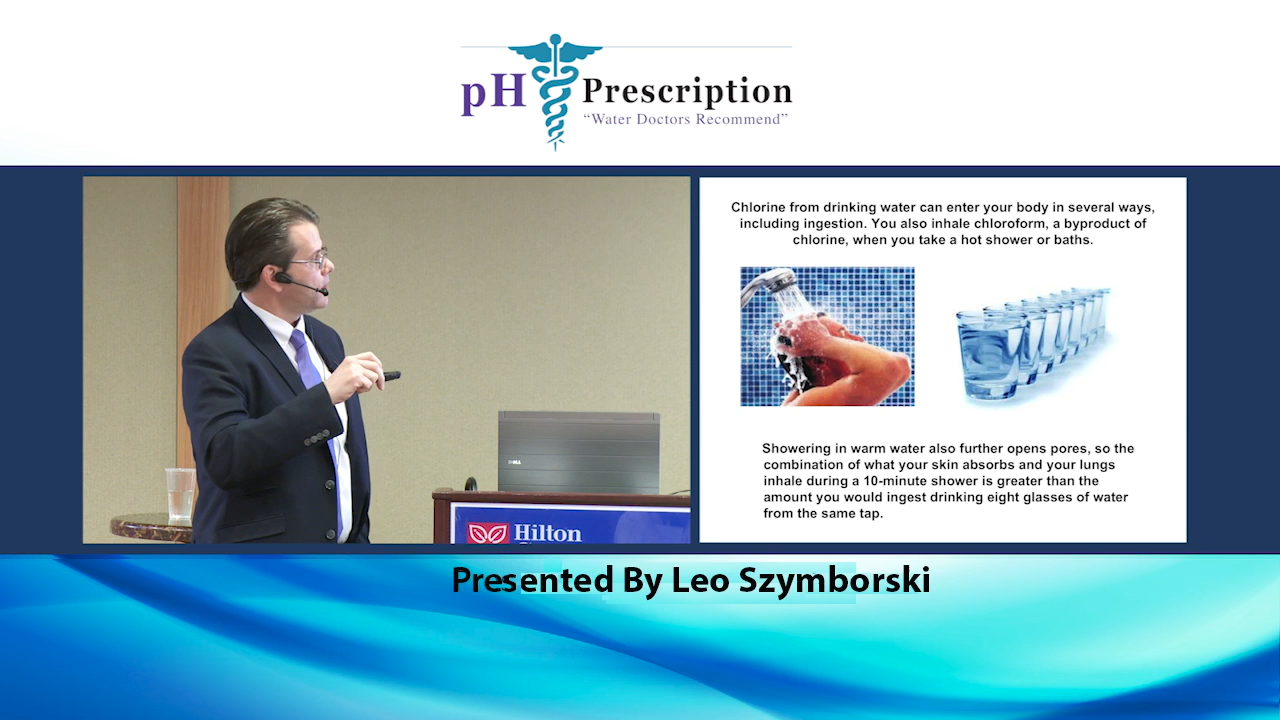 pH Prescription
“Water Doctors Recommend”
Chlorine from drinking water can enter your body in several ways,
including ingestion. You also inhale chloroform, a byproduct of
chlorine, when you take a hot shower or baths.
Showering in warm water also further opens pores, so the
combination of what your skin absorbs and your lungs
inhale during a 10-minute shower is greater than the
amount you would ingest drinking eight glasses of water
from the same tap.
DELL
Hilton
Presented By Leo Szymborski